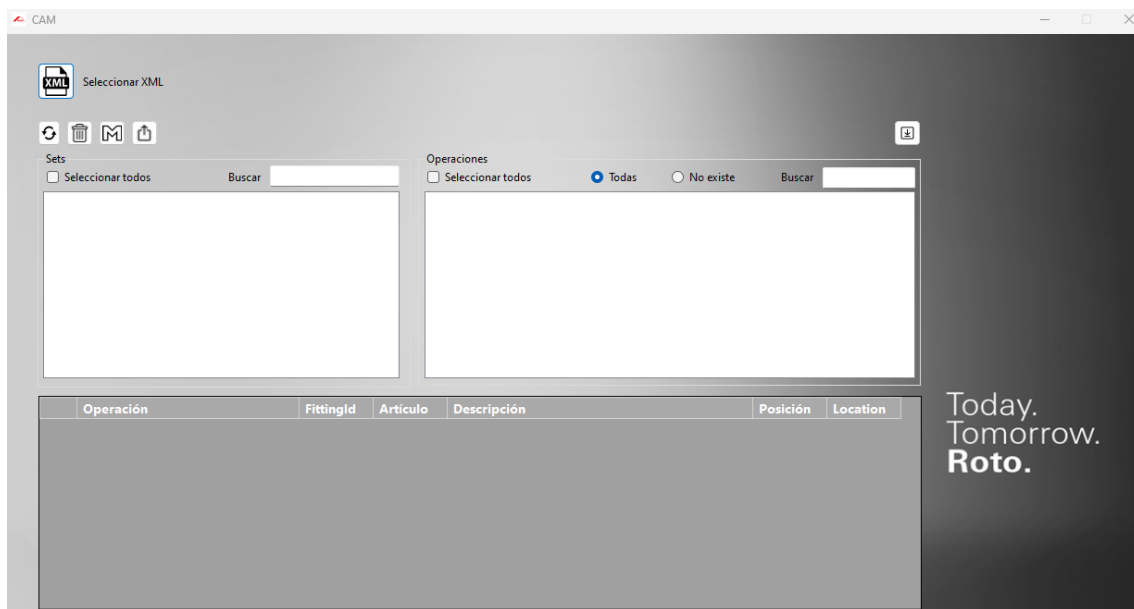 CAM
XML
Seleccionar XML
Sets
Seleccionar todos
Buscar
Operaciones
Seleccionar todos
Todas
No existe
Buscar
Operación
FittingId
Artículo
Descripción
Posición
Location
Today.
Tomorrow.
Roto.